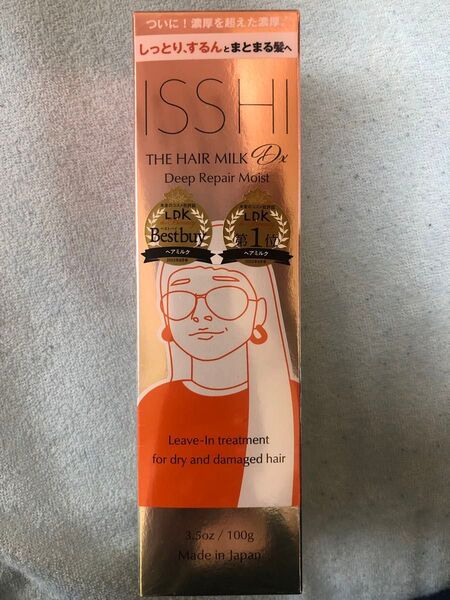 ついに!濃厚を超えた濃厚。
しっとり、するんとまとまる髪へ
ISSHI
THE HAIR MILK Dx
Deep Repair Moist
LDK
Bestbuy
ヘアミルク
LDK
第1位
ヘアミルク
Leave-In treatment
for dry and damaged hair
3.5oz / 100g
Made in Japan